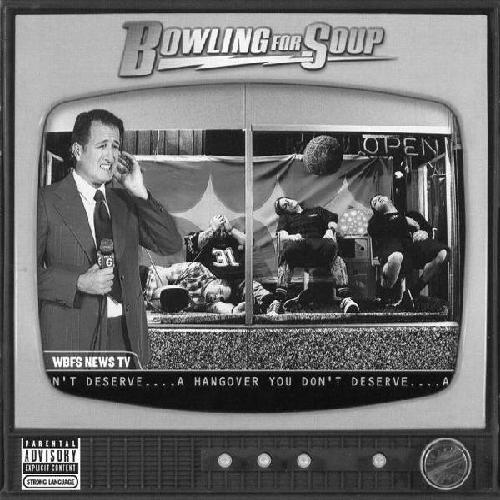 BOWLING FOR SOUP
OPEN
31
6
WBFS NEWS TV
N'T DESERVE....A HANGOVER YOU DON'T DESERVE....A
PARENTAL
ADVISORY
EXPLICIT CONTENT
STRONG LANGUAGE